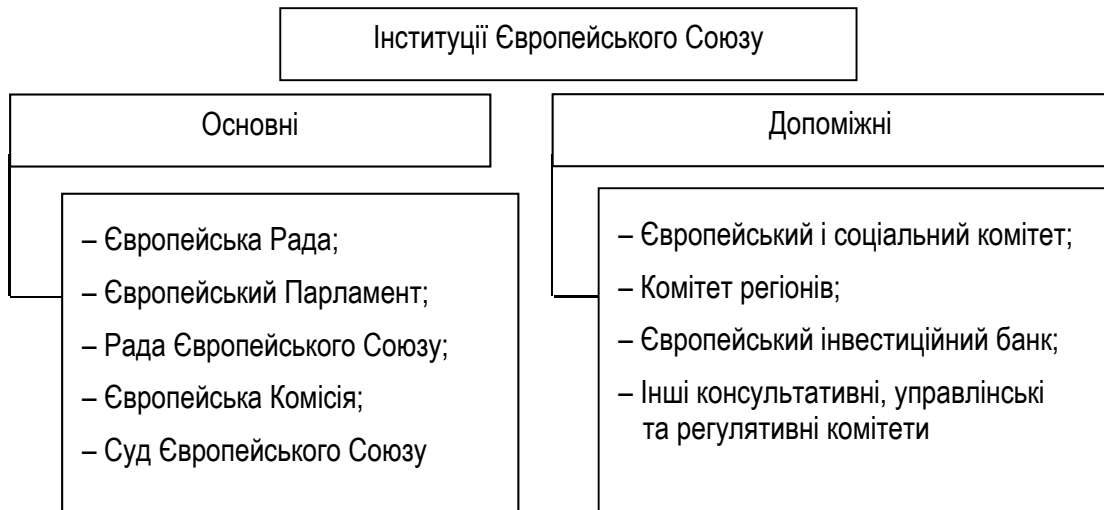 Інституції Європейського Союзу
Основні
– Європейська Рада;
– Європейський Парламент;
– Рада Європейського Союзу;
– Європейська Комісія;
– Суд Європейського Союзу
Допоміжні
– Європейський і соціальний комітет;
– Комітет регіонів;
– Європейський інвестиційний банк;
– Інші консультативні, управлінські
та регулятивні комітети